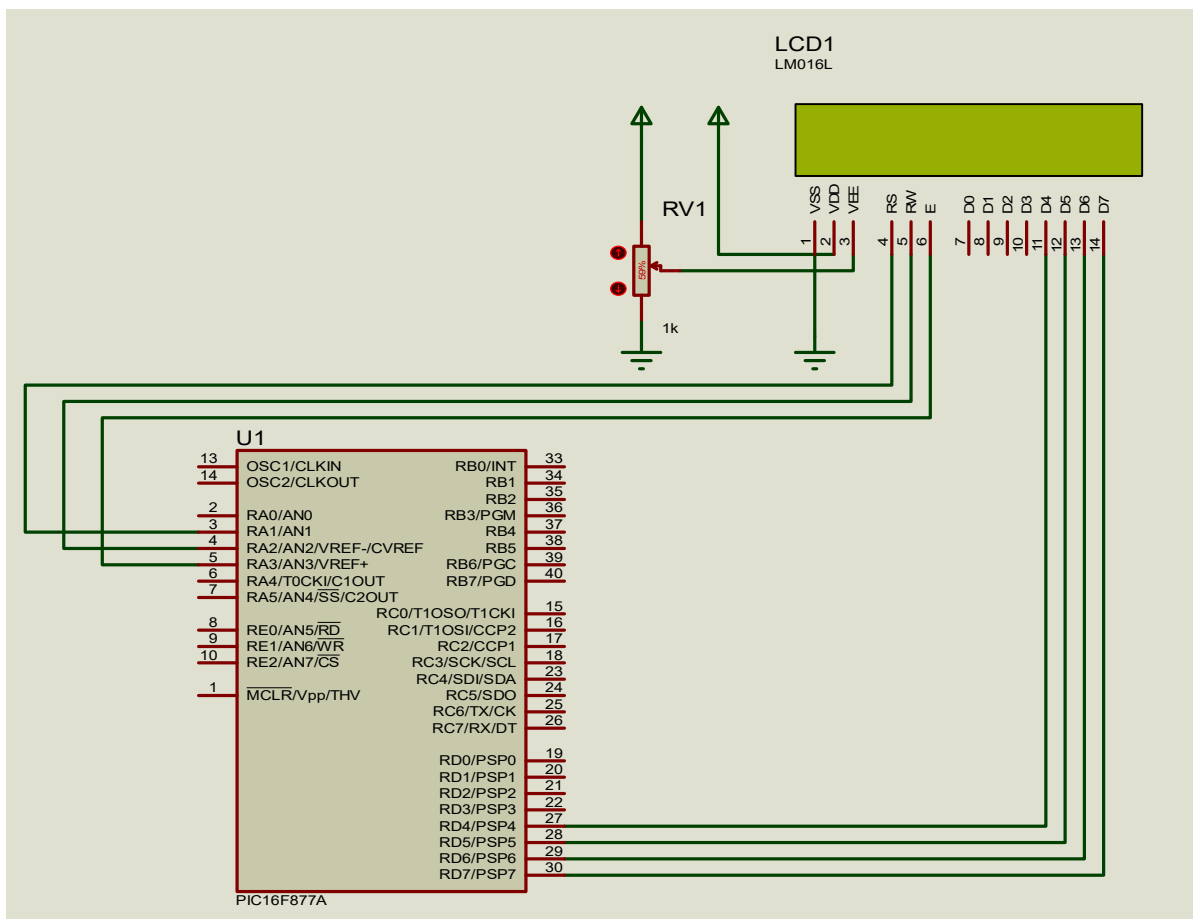 LCD1
LM016L
VSS
VDD
VEE
RS
RW
E
D0
D1
D2
D3
D4
D5
D6
D7
1
2
3
4
5
6
7
8
9
10
11
12
13
14
RV1
59%
1k
U1
13 OSC1/CLKIN RB0/INT 33
14 OSC2/CLKOUT RB1 34
RB2 35
2 RA0/AN0 RB3/PGM 36
3 RA1/AN1 RB4 37
4 RA2/AN2/VREF-/CVREF RB5 38
5 RA3/AN3/VREF+ RB6/PGC 39
6 RA4/T0CKI/C1OUT RB7/PGD 40
7 RA5/AN4/SS/C2OUT
RC0/T1OSO/T1CKI 15
8 RE0/AN5/RD RC1/T1OSI/CCP2 16
9 RE1/AN6/WR RC2/CCP1 17
10 RE2/AN7/CS RC3/SCK/SCL 18
RC4/SDI/SDA 23
1 MCLR/Vpp/THV RC5/SDO 24
RC6/TX/CK 25
RC7/RX/DT 26
RD0/PSP0 19
RD1/PSP1 20
RD2/PSP2 21
RD3/PSP3 22
RD4/PSP4 27
RD5/PSP5 28
RD6/PSP6 29
RD7/PSP7 30
PIC16F877A